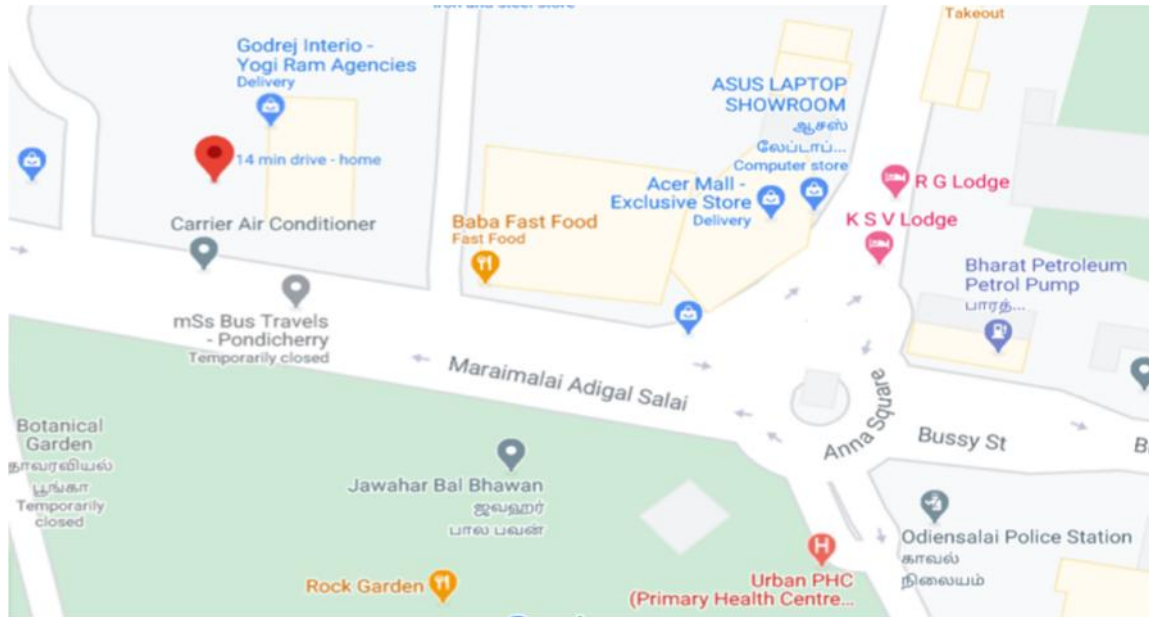 Takeout
Godrej Interio -
Yogi Ram Agencies
Delivery
ASUS LAPTOP
SHOWROOM
ஆசஸ்
லேப்டாப்...
Computer store
14 min drive - home
R G Lodge
Acer Mall -
Exclusive Store
Delivery
K S V Lodge
Carrier Air Conditioner
Baba Fast Food
Fast Food
Bharat Petroleum
Petrol Pump
பாரத்...
mSs Bus Travels
- Pondicherry
Temporarily closed
Maraimalai Adigal Salai
Anna Square
Bussy St
Botanical
Garden
தாவரவியல்
பூங்கா
Temporarily
closed
Jawahar Bal Bhawan
ஜவஹர்
பால பவன்
Odiensalai Police Station
காவல்
நிலையம்
Rock Garden
H
Urban PHC
(Primary Health Centre...